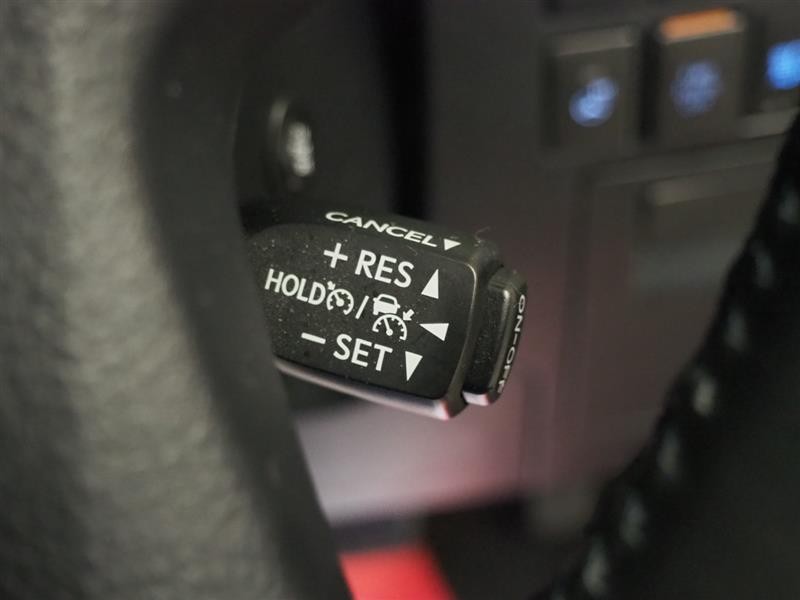 CANCEL▼
+ RES ▲
HOLD / ◀
− SET ▼
ON-OFF